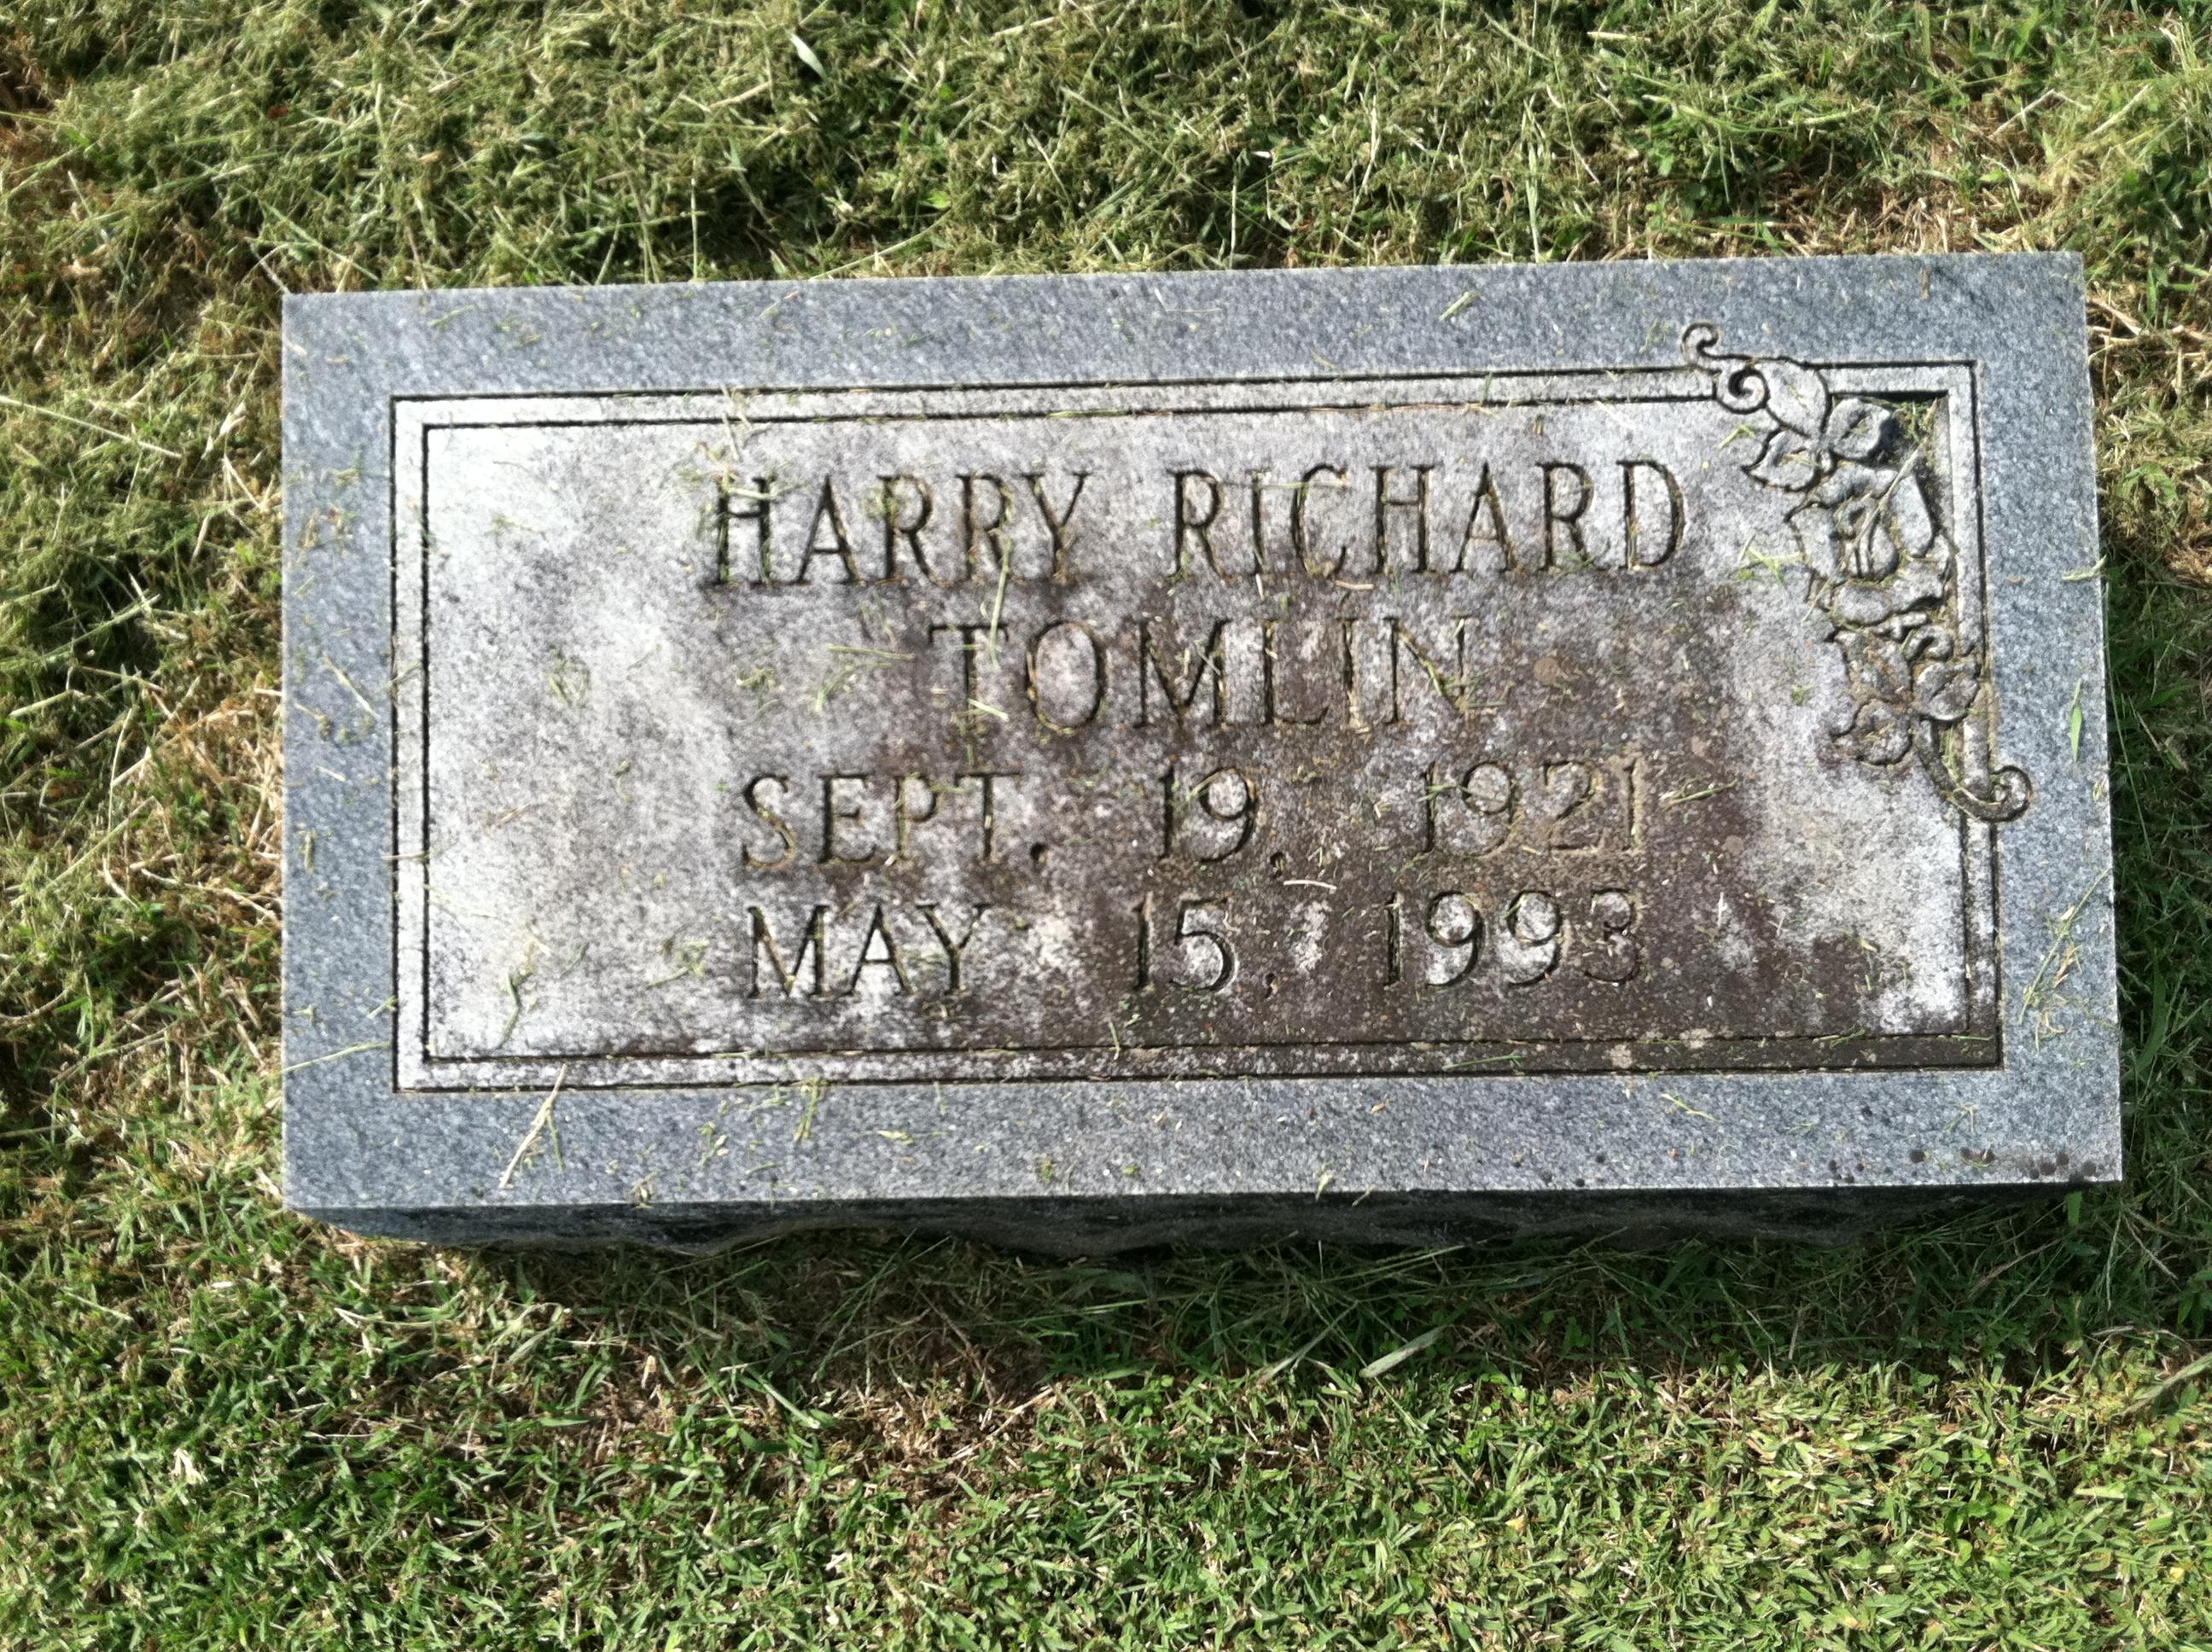 HARRY RICHARD
TOMLIN
SEPT. 19, 1921
MAY 15, 1993